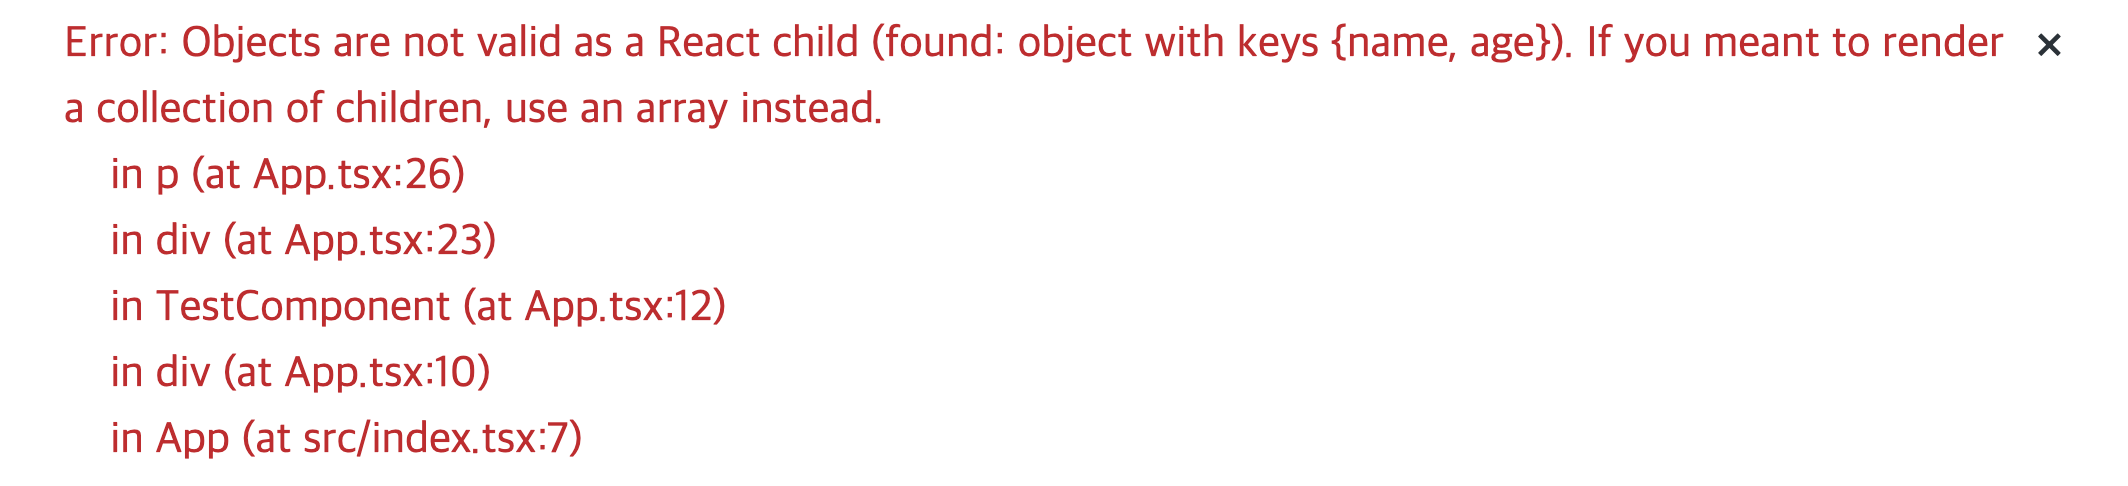 Error: Objects are not valid as a React child (found: object with keys {name, age}). If you meant to render
a collection of children, use an array instead.
in p (at App.tsx:26)
in div (at App.tsx:23)
in TestComponent (at App.tsx:12)
in div (at App.tsx:10)
in App (at src/index.tsx:7)